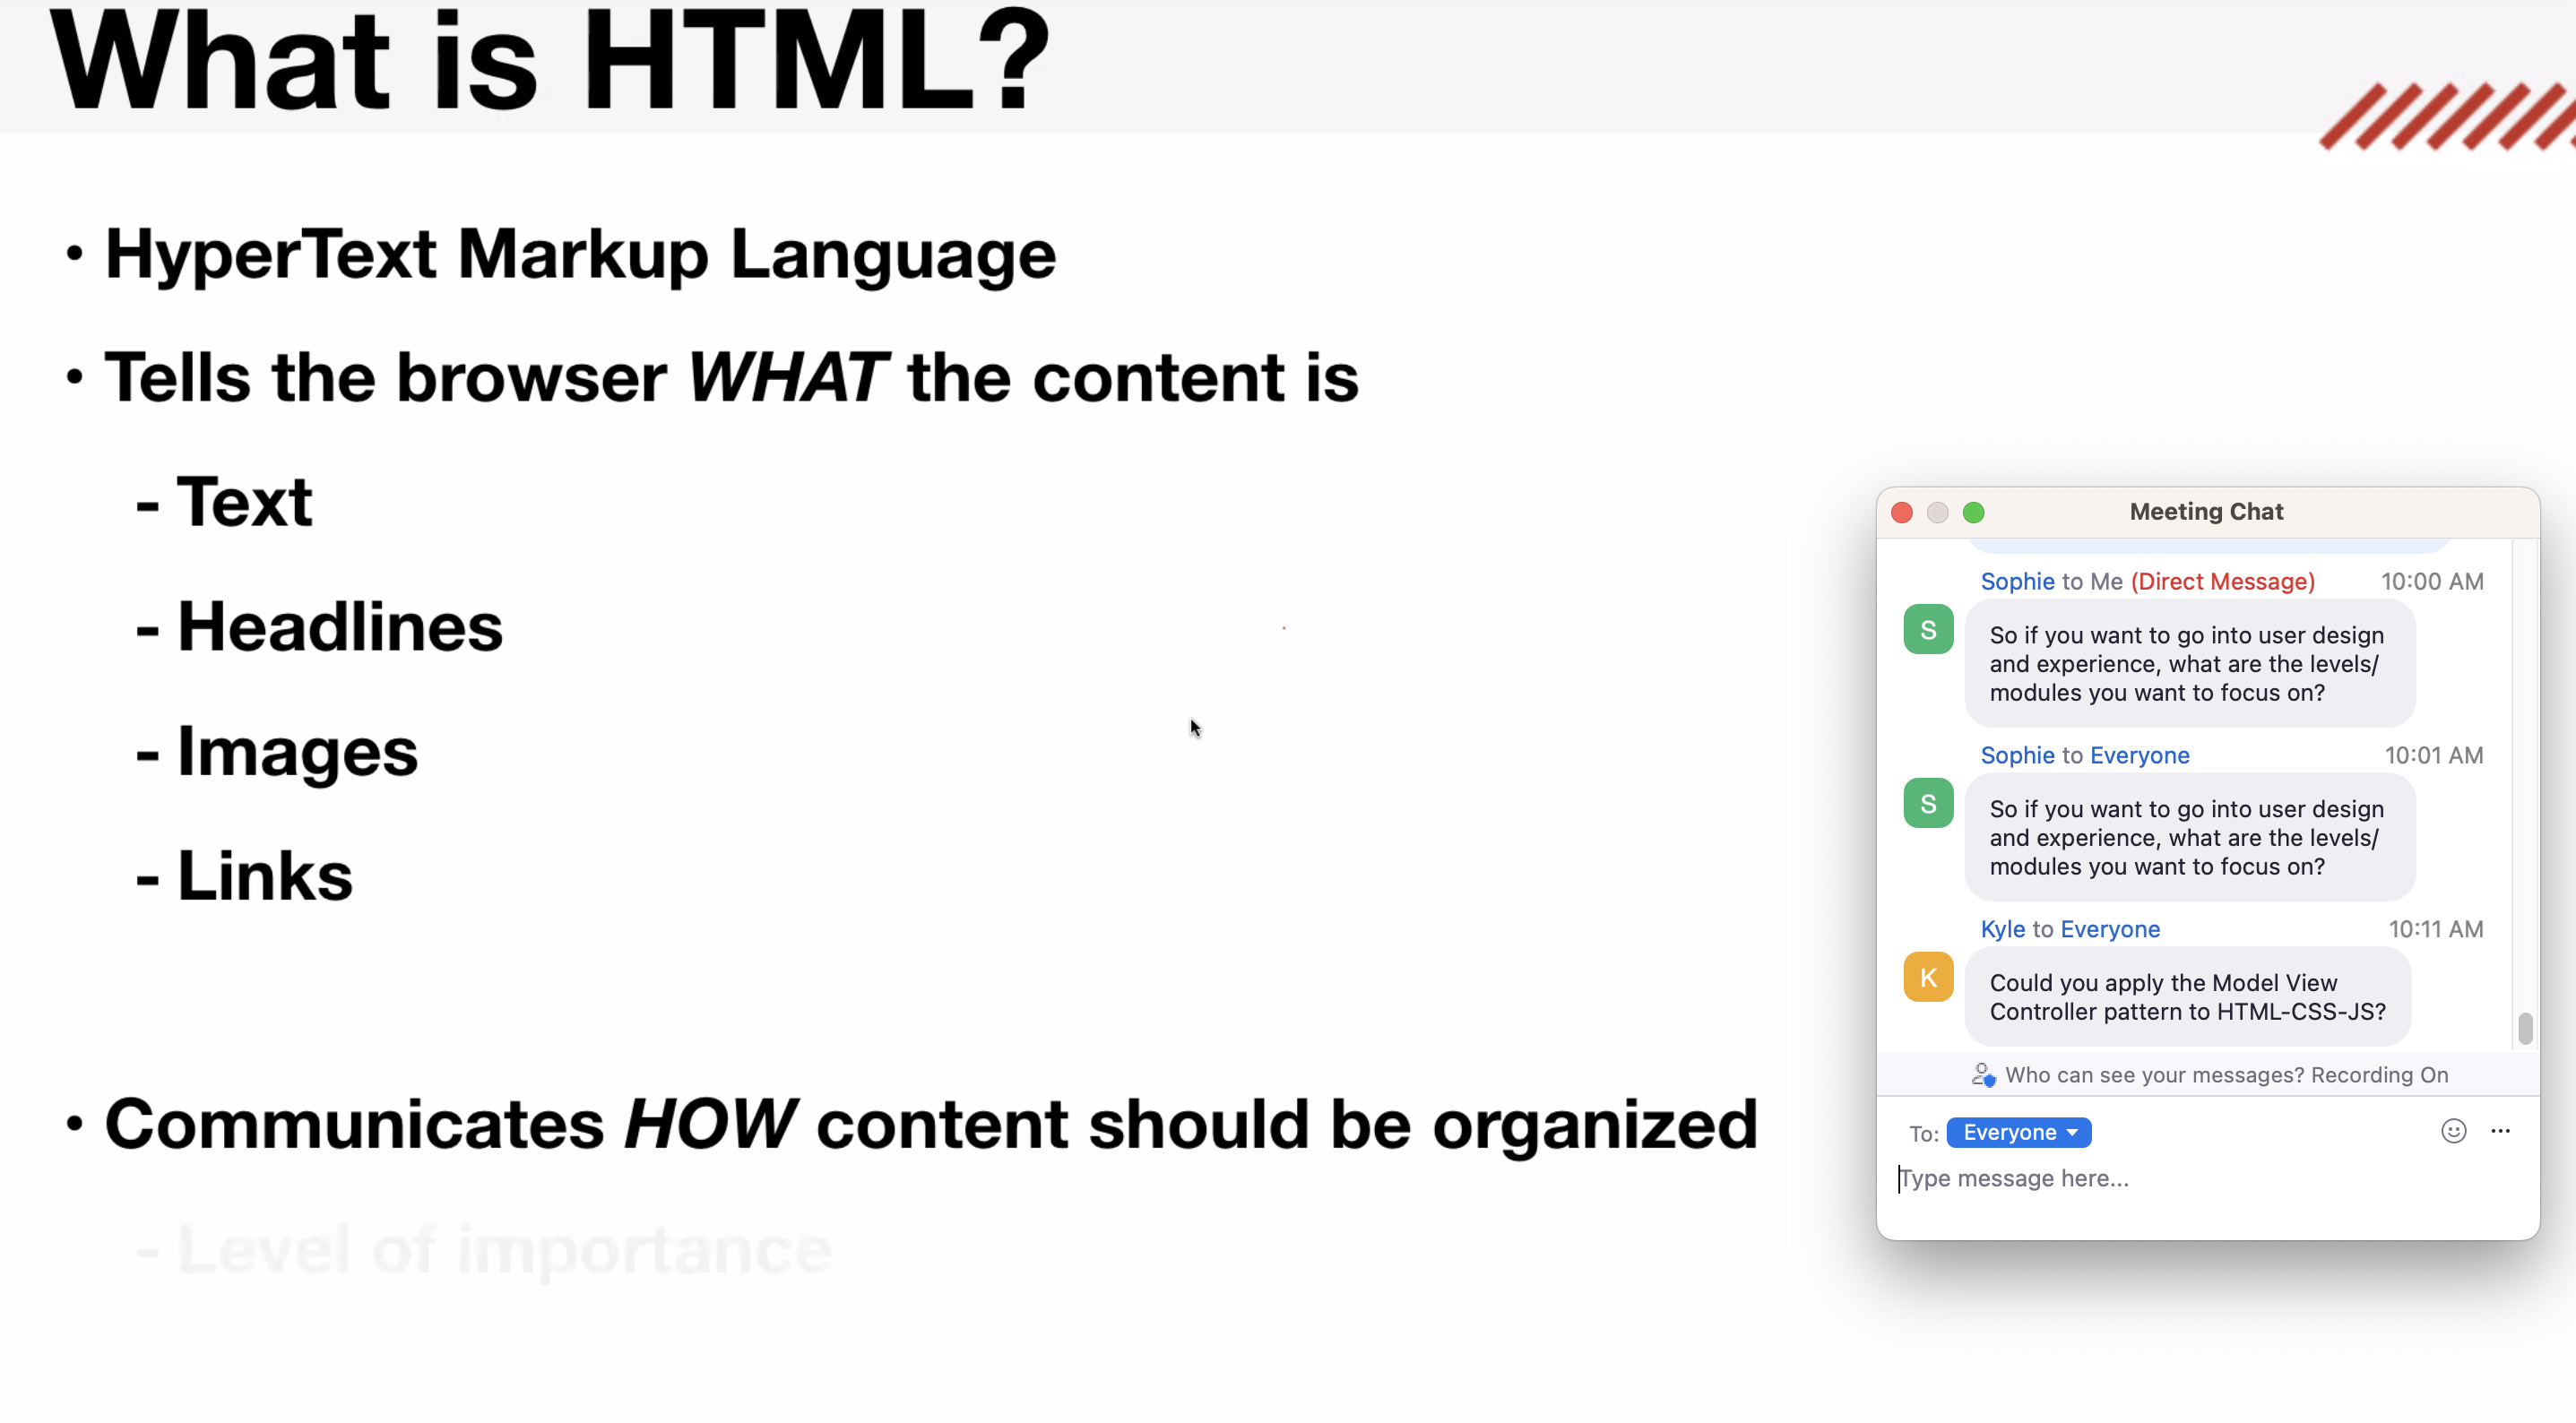 What is HTML?
• HyperText Markup Language
• Tells the browser WHAT the content is
- Text
- Headlines
- Images
- Links
• Communicates HOW content should be organized
- Level of importance
Meeting Chat
Sophie to Me (Direct Message) 10:00 AM
S
So if you want to go into user design
and experience, what are the levels/
modules you want to focus on?
Sophie to Everyone 10:01 AM
S
So if you want to go into user design
and experience, what are the levels/
modules you want to focus on?
Kyle to Everyone 10:11 AM
K
Could you apply the Model View
Controller pattern to HTML-CSS-JS?
Who can see your messages? Recording On
To: Everyone
Type message here...